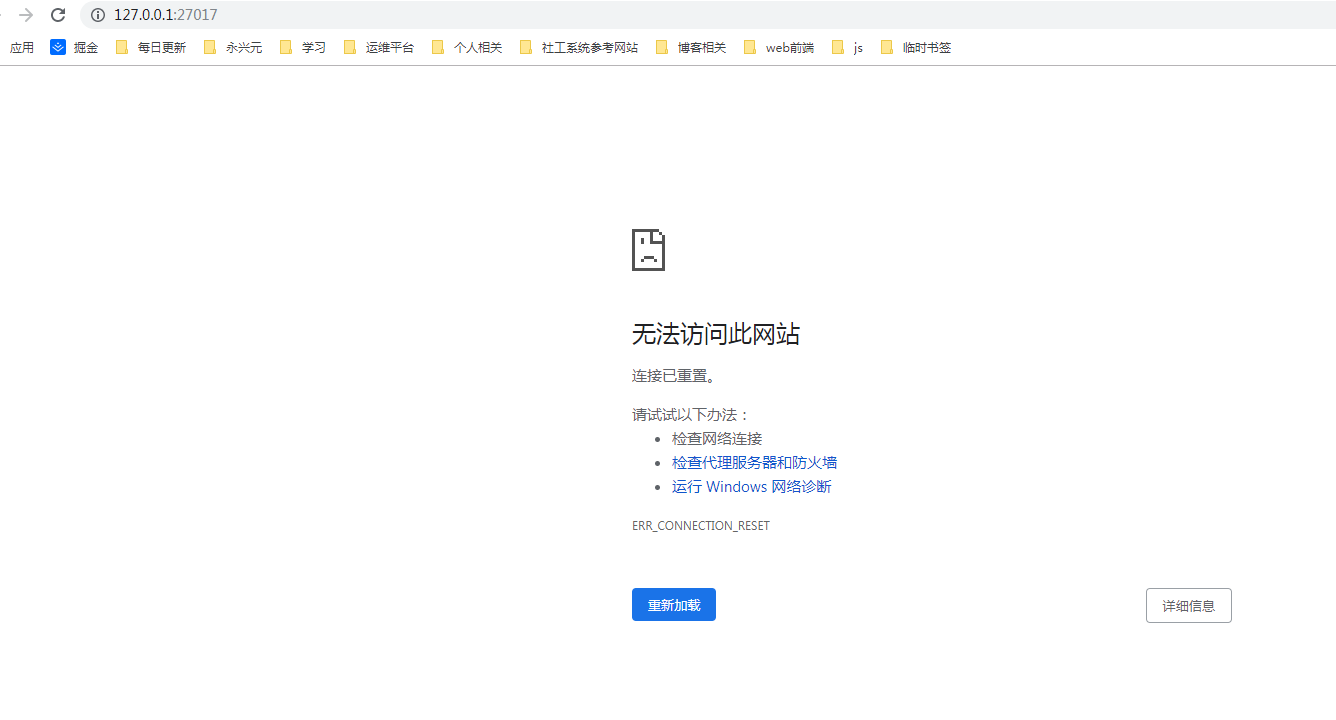 127.0.0.1:27017
应用 掘金 每日更新 永兴元 学习 运维平台 个人相关 社工系统参考网站 博客相关 web前端 js 临时书签
无法访问此网站
连接已重置。
请试试以下办法：
检查网络连接
检查代理服务器和防火墙
运行 Windows 网络诊断
ERR_CONNECTION_RESET
重新加载 详细信息